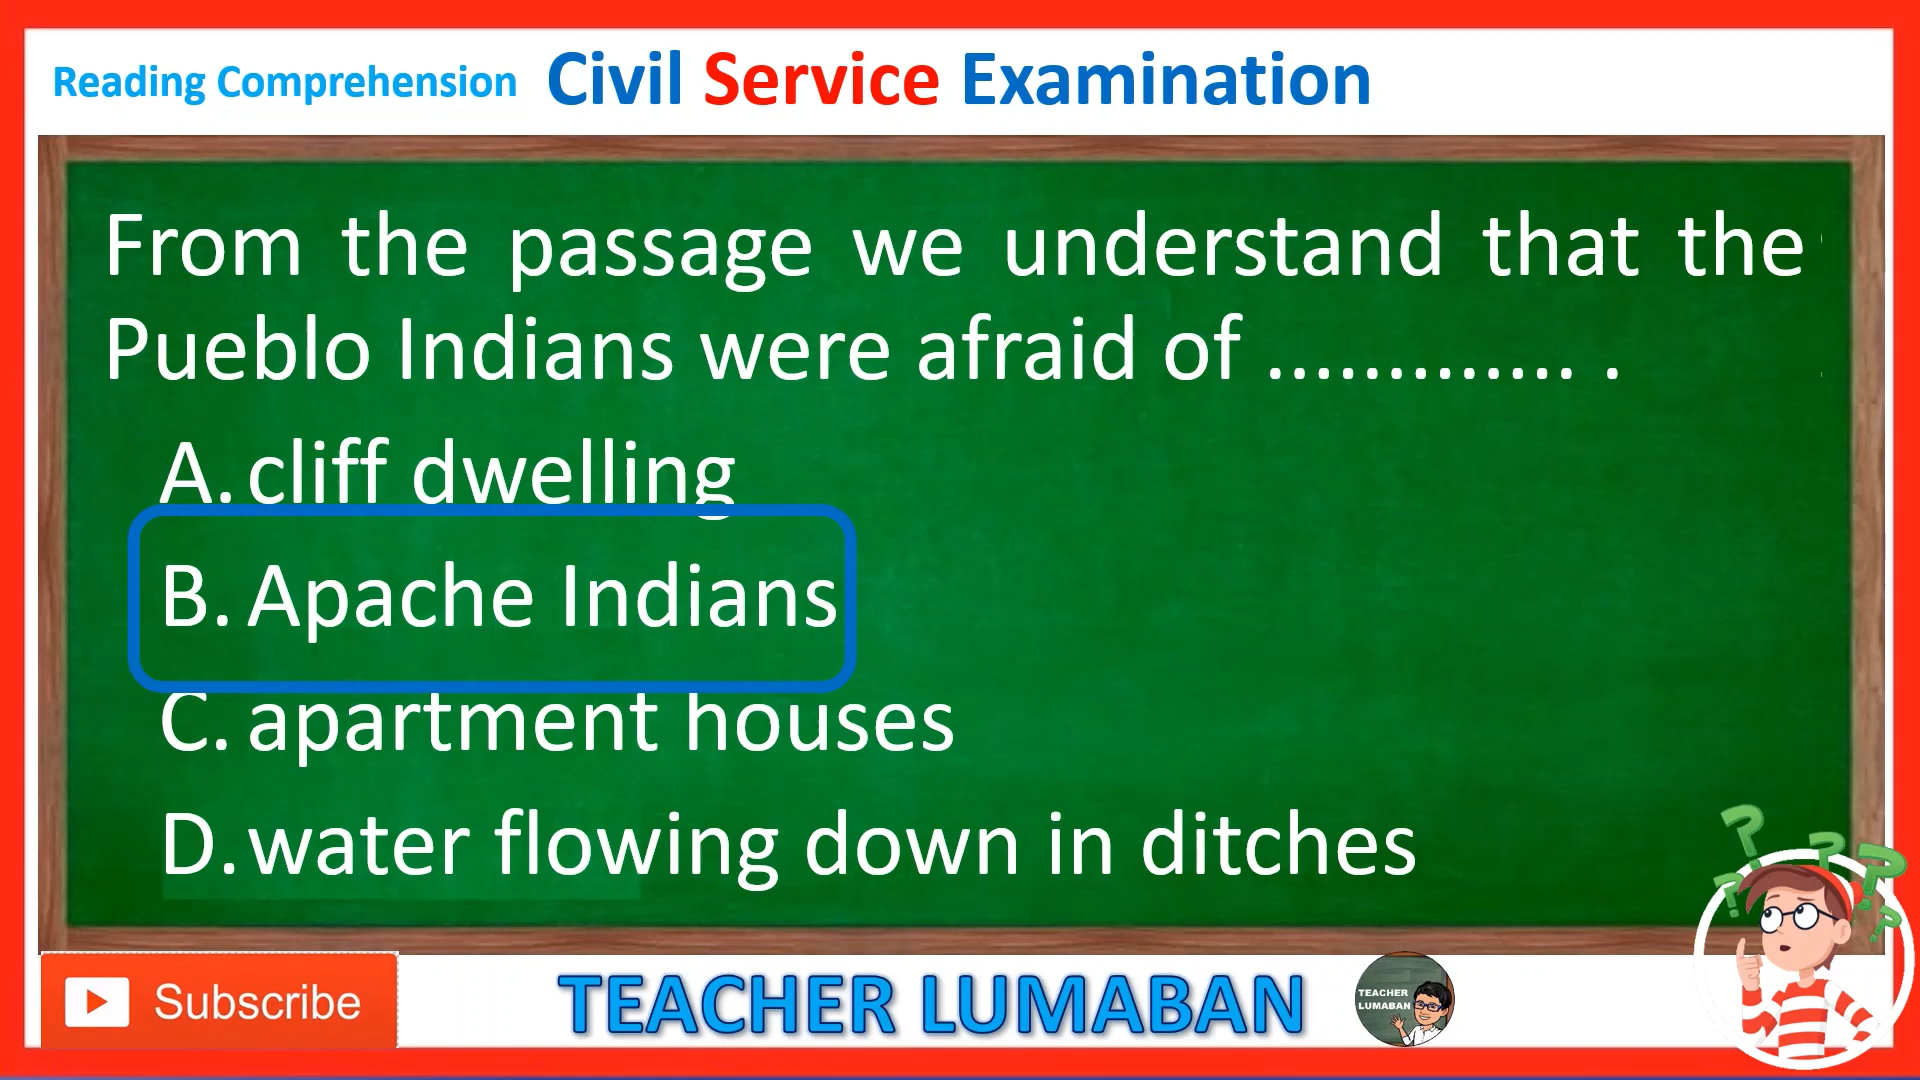 Reading Comprehension Civil Service Examination
From the passage we understand that the
Pueblo Indians were afraid of ............. .
A. cliff dwelling
B. Apache Indians
C. apartment houses
D. water flowing down in ditches
Subscribe
TEACHER LUMABAN
TEACHER
LUMABAN